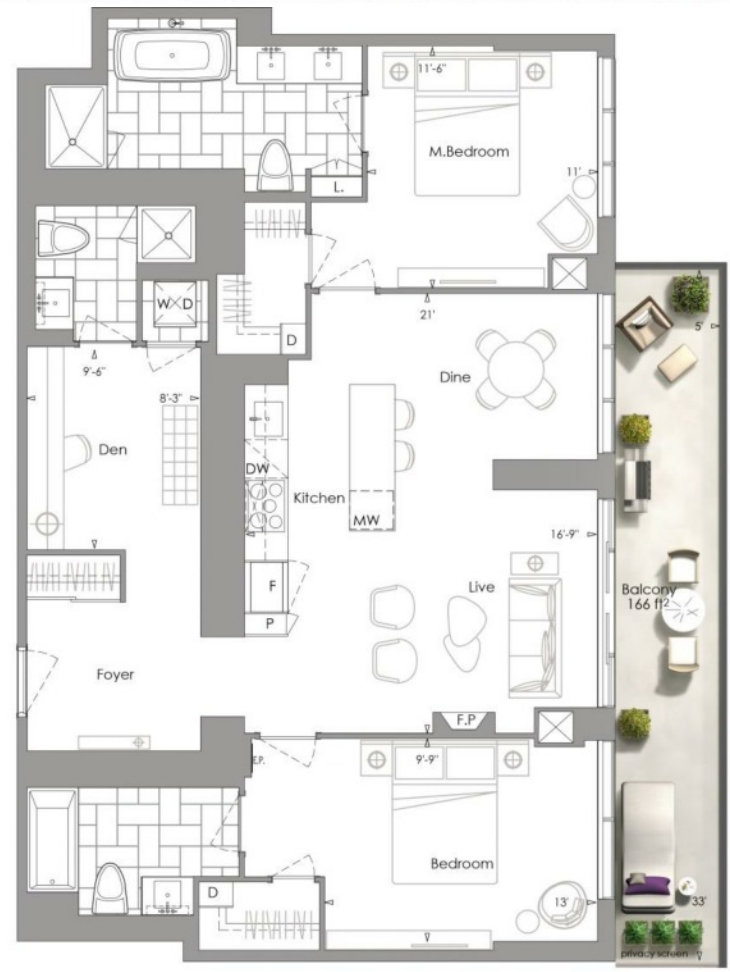 11'-6"
M.Bedroom
11'
L.
W D
D
21'
5'
9'-6"
8'-3"
Dine
Den
DW
Kitchen
MW
16'-9"
F
Live
Balcony
166 ft²
P
Foyer
F.P
E.P.
9'-9"
Bedroom
D
13'
33'
privacy screen